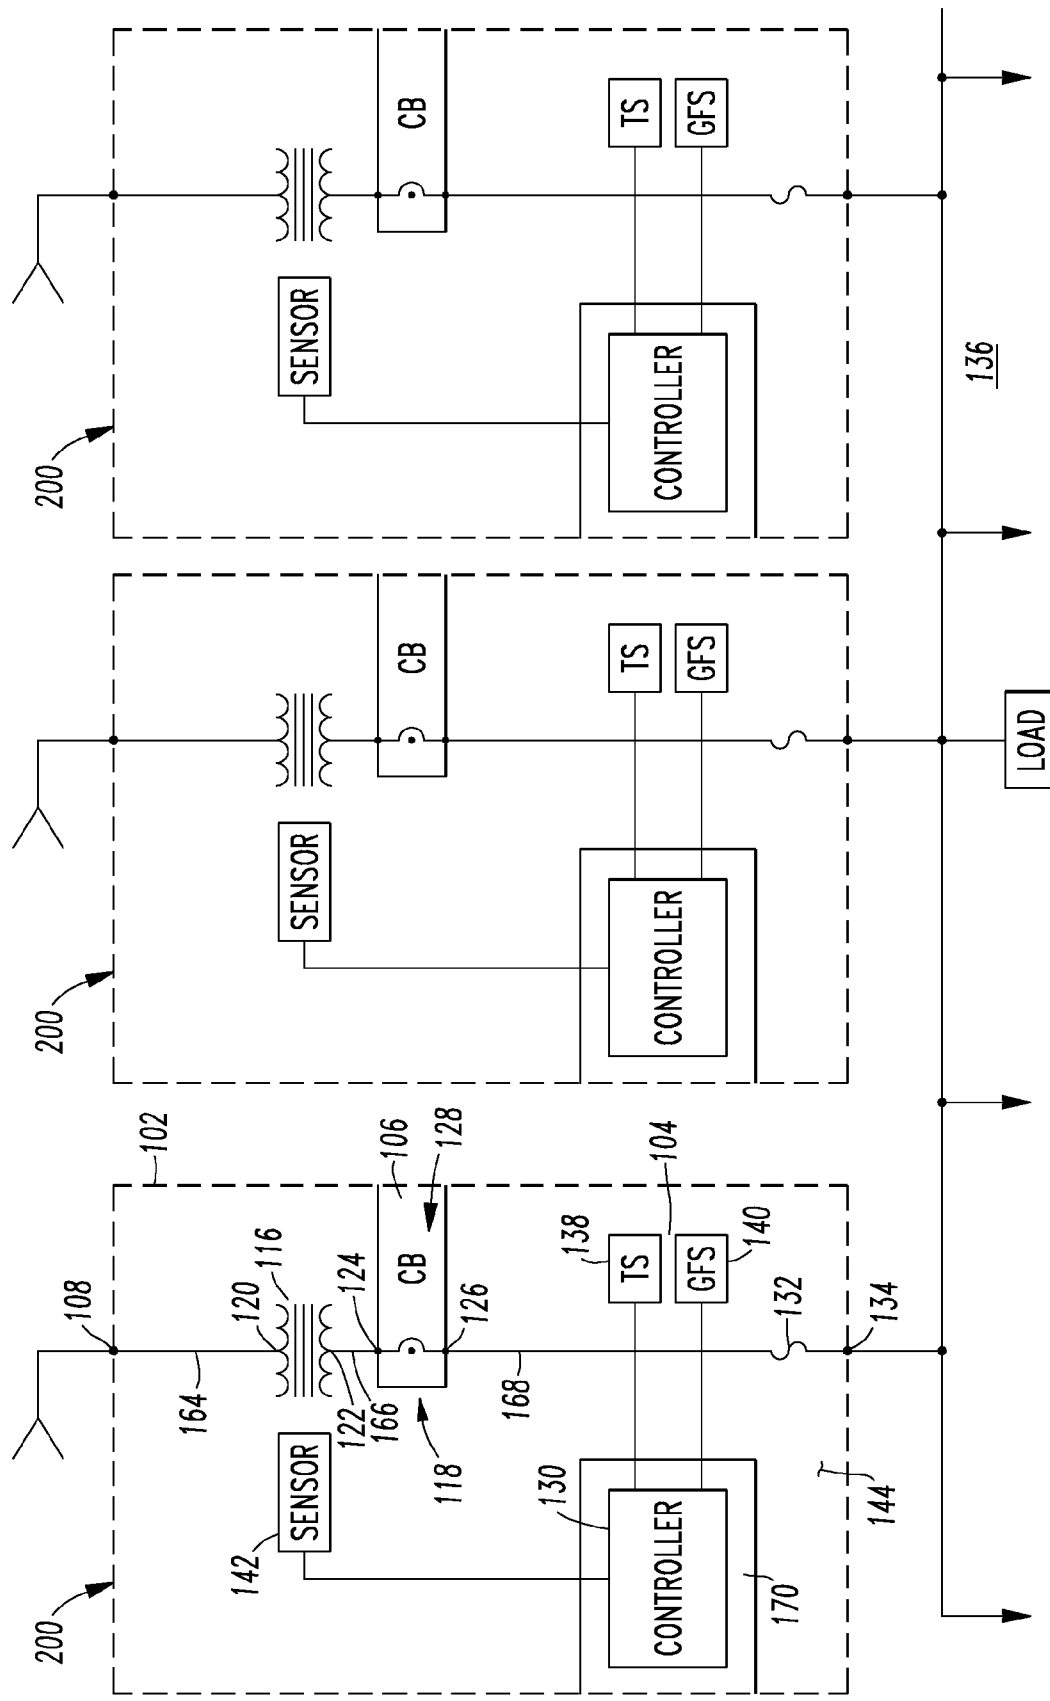 200
108
164
120
116
102
142
SENSOR
122
166
124
CB
106
128
118
126
168
130
CONTROLLER
170
TS
138
104
GFS
140
132
134
144
200
SENSOR
CB
CONTROLLER
TS
GFS
LOAD
200
SENSOR
CB
CONTROLLER
TS
GFS
136